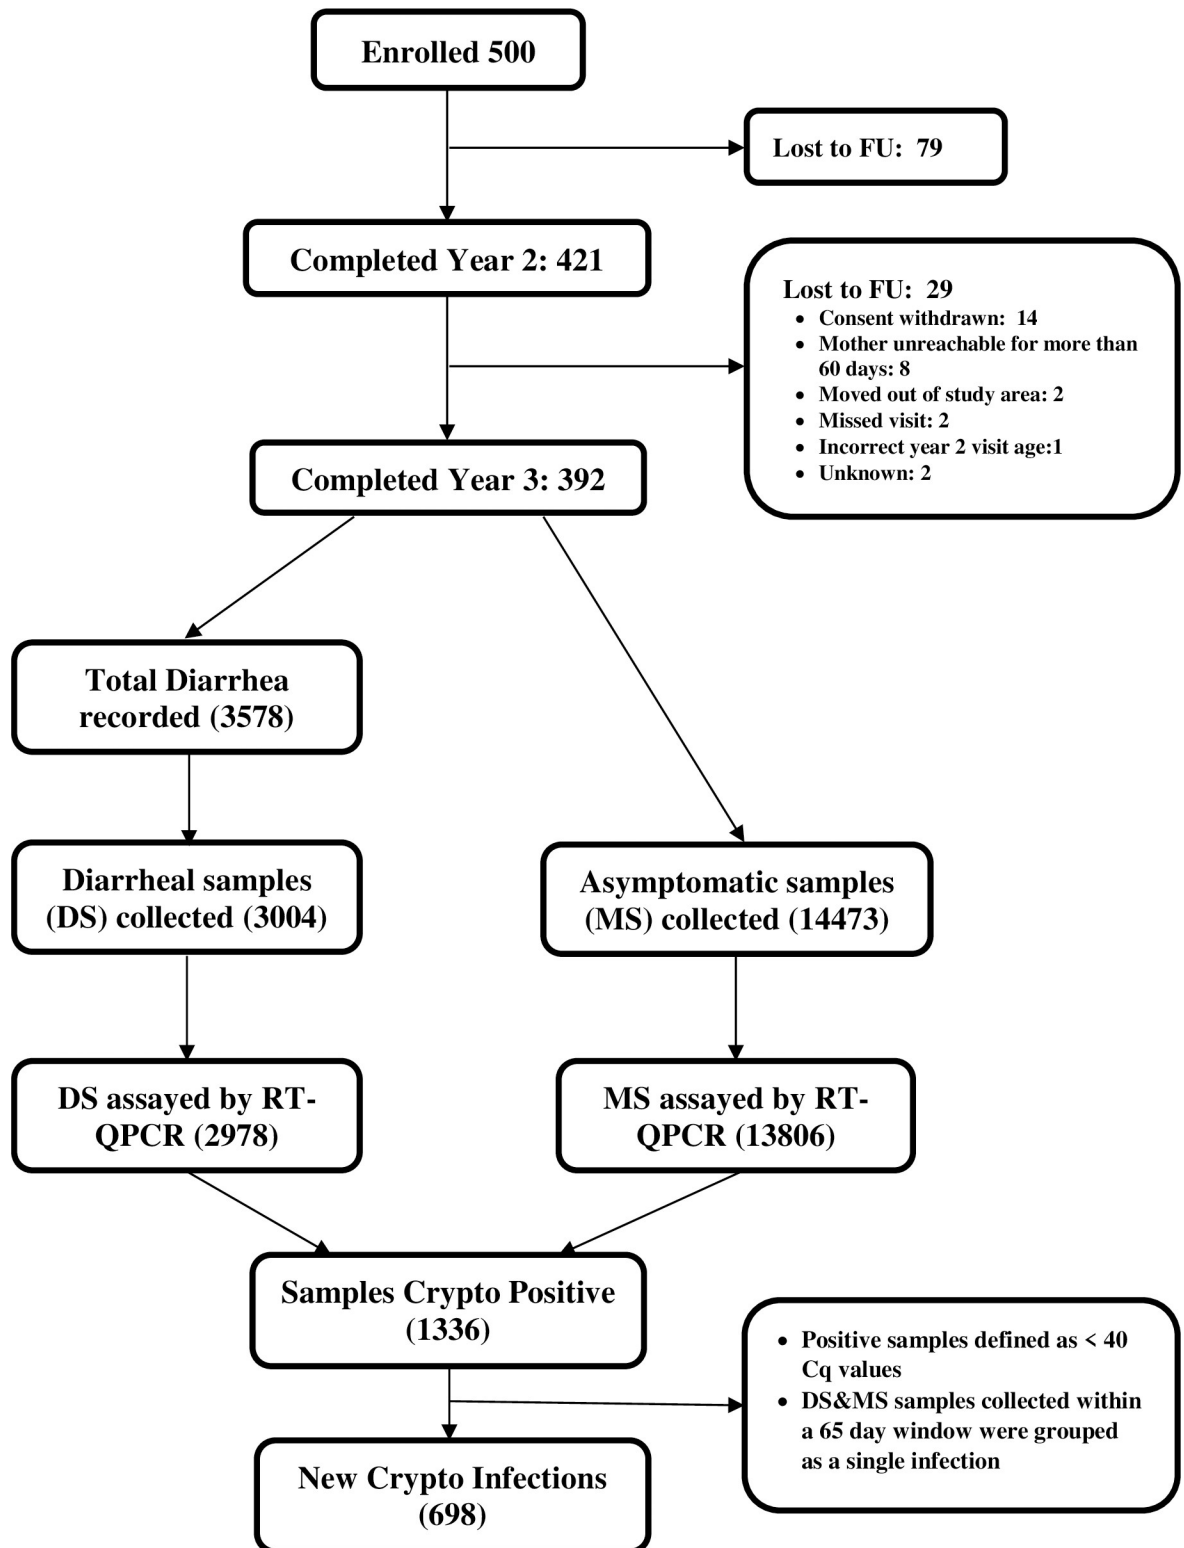 Enrolled 500
Lost to FU:  79
Completed Year 2: 421
Lost to FU:  29
• Consent withdrawn:  14
• Mother unreachable for more than
60 days: 8
• Moved out of study area: 2
• Missed visit: 2
• Incorrect year 2 visit age:1
• Unknown: 2
Completed Year 3: 392
Total Diarrhea
recorded (3578)
Diarrheal samples
(DS) collected (3004)
Asymptomatic samples
(MS) collected (14473)
DS assayed by RT-
QPCR (2978)
MS assayed by RT-
QPCR (13806)
Samples Crypto Positive
(1336)
• Positive samples defined as < 40
Cq values
• DS&MS samples collected within
a 65 day window were grouped
as a single infection
New Crypto Infections
(698)